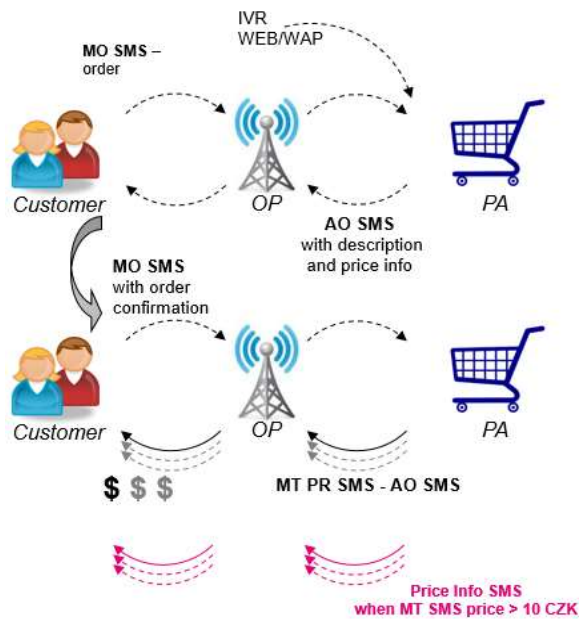 IVR
WEB/WAP
MO SMS –
order
Customer
OP
PA
AO SMS
with description
and price info
MO SMS
with order
confirmation
Customer
OP
PA
$ $ $
MT PR SMS - AO SMS
Price Info SMS
when MT SMS price > 10 CZK